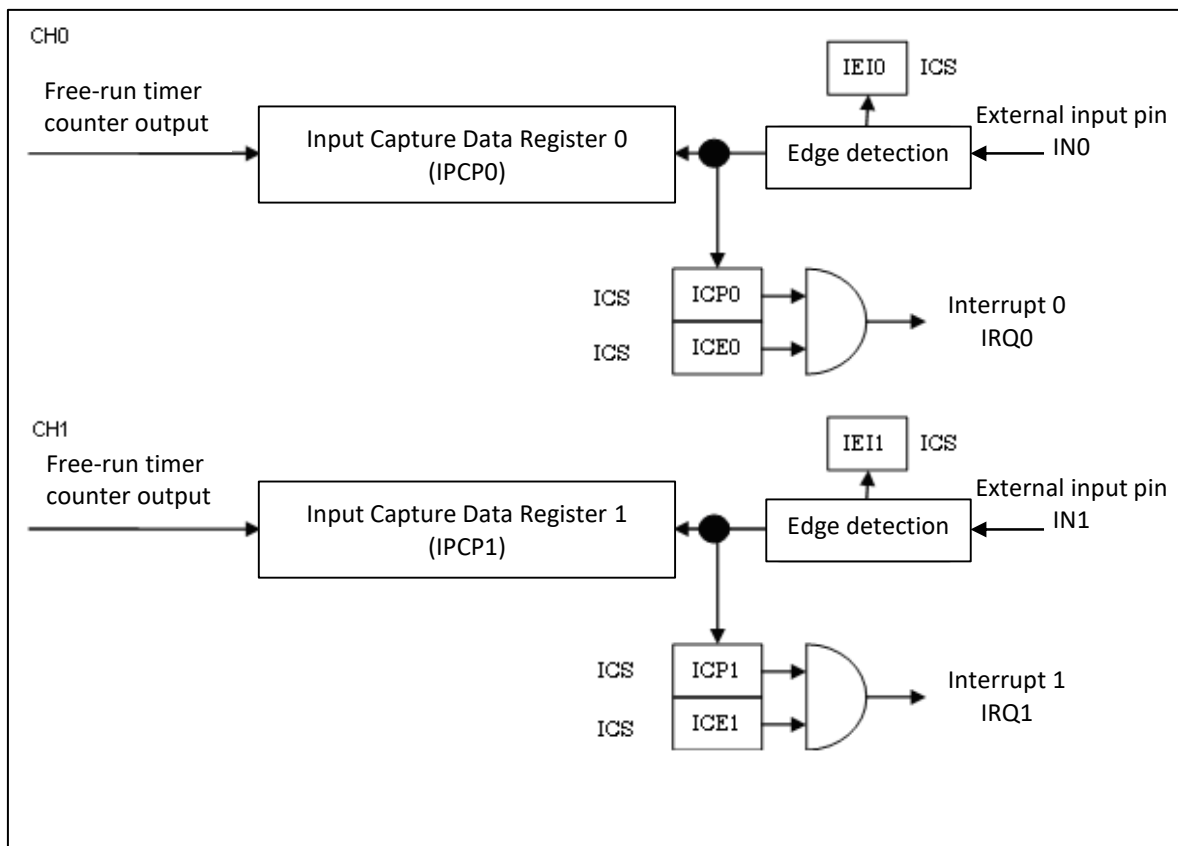 CH0
IEI0 ICS
Free-run timer
counter output
Input Capture Data Register 0
(IPCP0)
Edge detection
External input pin
IN0
ICS ICP0
ICS ICE0
Interrupt 0
IRQ0
CH1
IEI1 ICS
Free-run timer
counter output
Input Capture Data Register 1
(IPCP1)
Edge detection
External input pin
IN1
ICS ICP1
ICS ICE1
Interrupt 1
IRQ1